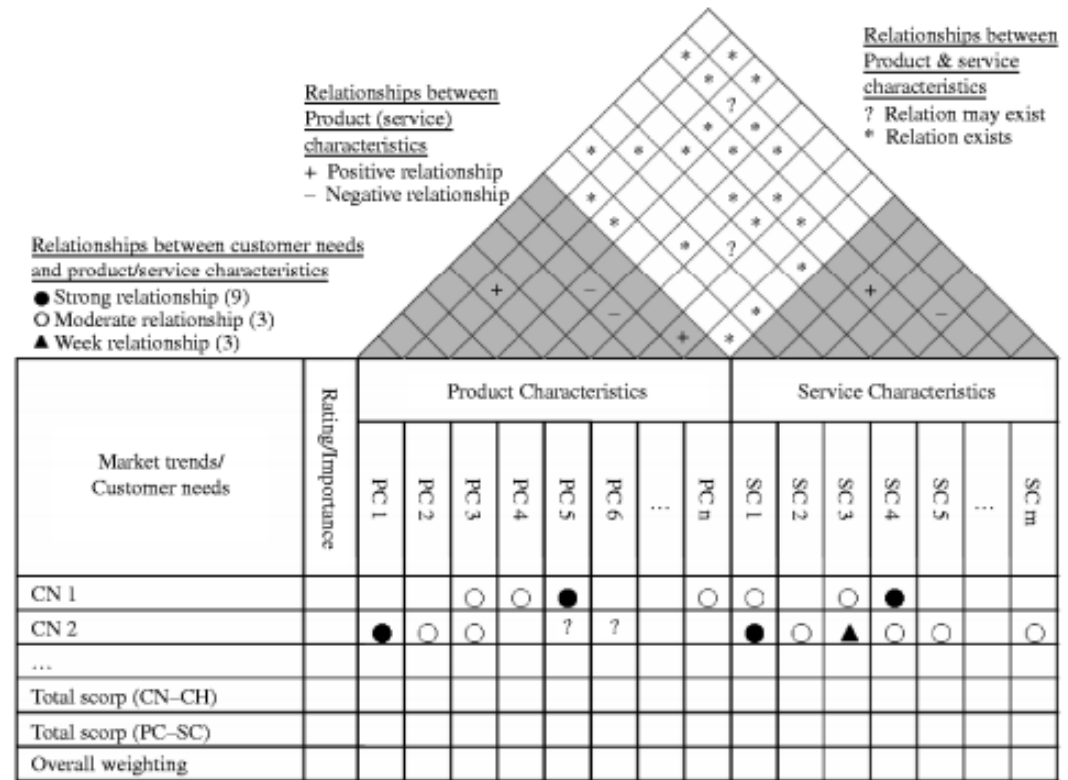 Relationships between
Product & service
characteristics
? Relation may exist
* Relation exists
Relationships between
Product (service)
characteristics
+ Positive relationship
– Negative relationship
Relationships between customer needs
and product/service characteristics
● Strong relationship (9)
○ Moderate relationship (3)
▲ Week relationship (3)
Market trends/
Customer needs
Rating/Importance
Product Characteristics
Service Characteristics
PC 1
PC 2
PC 3
PC 4
PC 5
PC 6
...
PC n
SC 1
SC 2
SC 3
SC 4
SC 5
...
SC m
CN 1
CN 2
? ?
...
Total scorp (CN–CH)
Total scorp (PC–SC)
Overall weighting